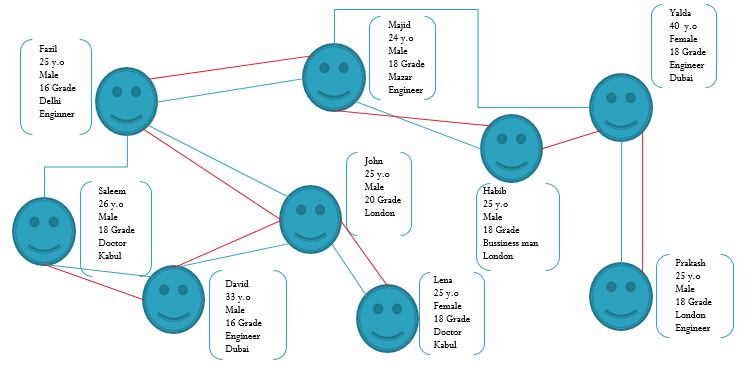 Fazil
25 y.o
Male
16 Grade
Delhi
Enginner
Majid
24 y.o
Male
18 Grade
Mazar
Engineer
Yalda
40 y.o
Female
18 Grade
Engineer
Dubai
Saleem
26 y.o
Male
18 Grade
Doctor
Kabul
John
25 y.o
Male
20 Grade
London
Habib
25 y.o
Male
18 Grade
Bussiness man
London
David
33 y.o
Male
16 Grade
Engineer
Dubai
Lena
25 y.o
Female
18 Grade
Doctor
Kabul
Prakash
25 y.o
Male
18 Grade
London
Engineer